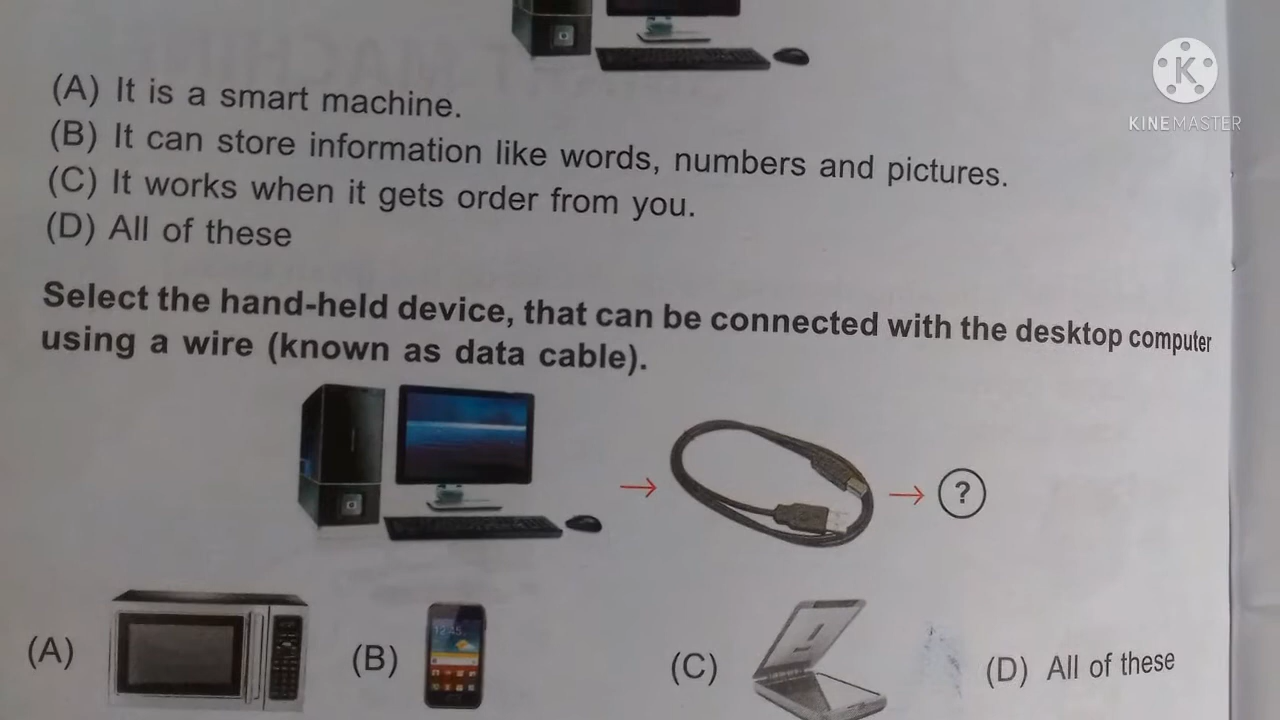 K
KINEMASTER
(A) It is a smart machine.
(B) It can store information like words, numbers and pictures.
(C) It works when it gets order from you.
(D) All of these
Select the hand-held device, that can be connected with the desktop computer
using a wire (known as data cable).
?
(A)
(B)
12:45
(C)
(D) All of these